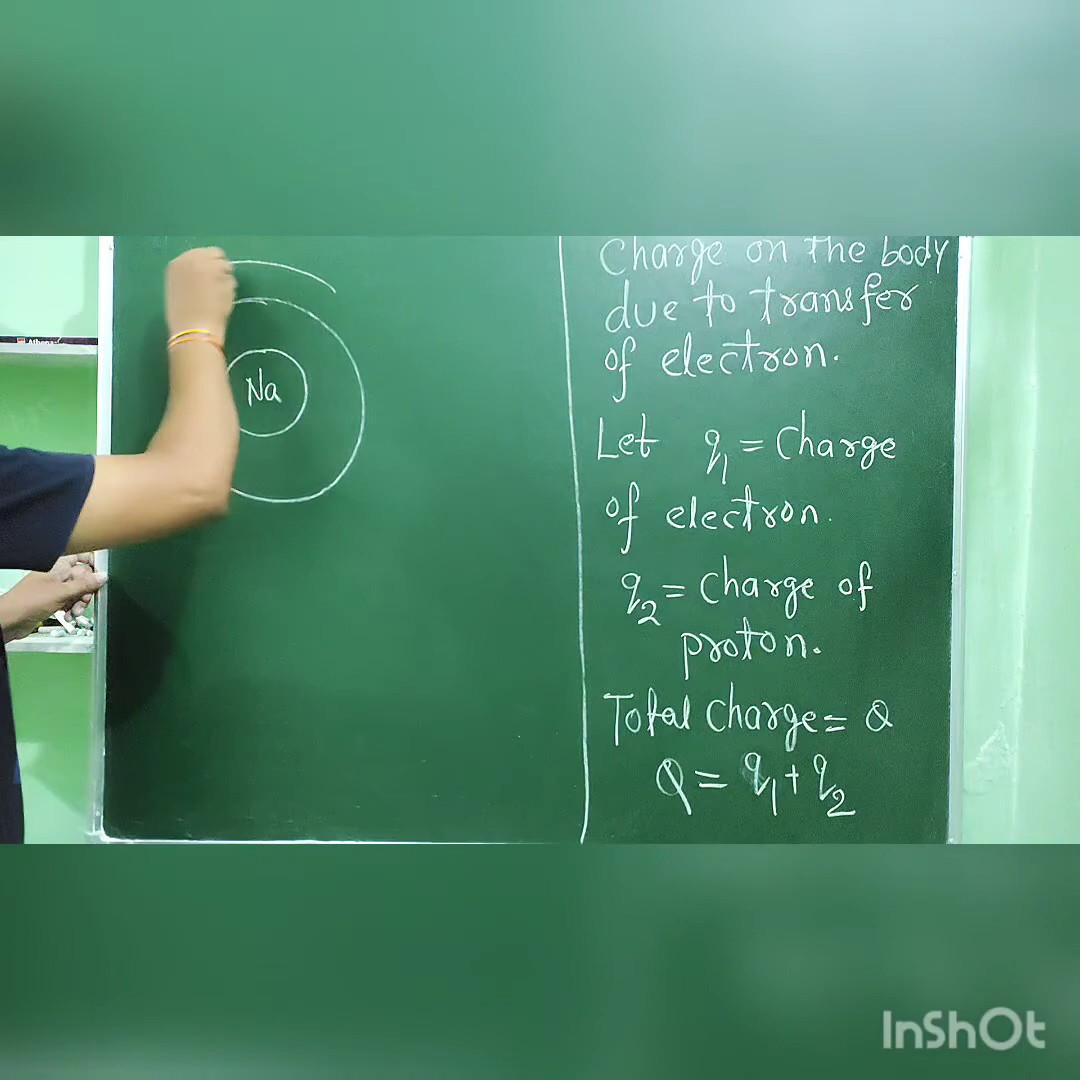 Charge on the body
due to transfer
of electron.
Let q₁ = Charge
of electron.
q₂ = Charge of
proton.
Total Charge = Q
Q = q₁ + q₂
Na
InShOt